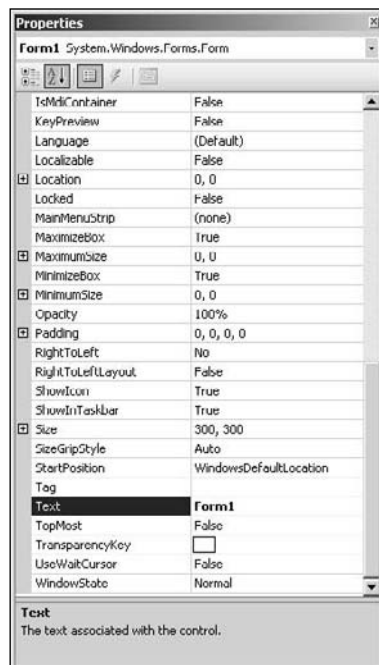 Properties
Form1 System.Windows.Forms.Form
IsMdiContainer False
KeyPreview False
Language (Default)
Localizable False
Location 0, 0
Locked False
MainMenuStrip (none)
MaximizeBox True
MaximumSize 0, 0
MinimizeBox True
MinimumSize 0, 0
Opacity 100%
Padding 0, 0, 0, 0
RightToLeft No
RightToLeftLayout False
ShowIcon True
ShowInTaskbar True
Size 300, 300
SizeGripStyle Auto
StartPosition WindowsDefaultLocation
Tag
Text Form1
TopMost False
TransparencyKey
UseWaitCursor False
WindowState Normal
Text
The text associated with the control.